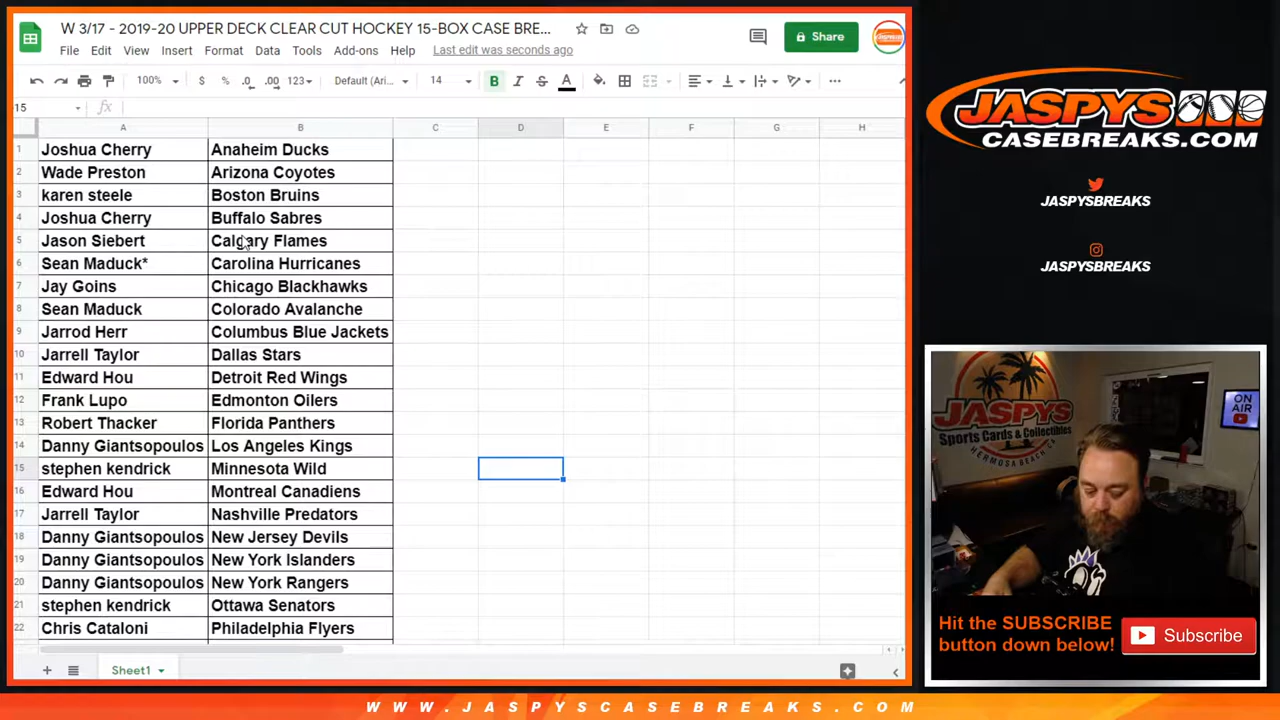 W 3/17 - 2019-20 UPPER DECK CLEAR CUT HOCKEY 15-BOX CASE BRE...
File Edit View Insert Format Data Tools Add-ons Help Last edit was seconds ago
Share
100% $ % .0 .00 123 Default (Ari... 14 B I S A
15 fx
A B C D E F G H
1 Joshua Cherry Anaheim Ducks
2 Wade Preston Arizona Coyotes
3 karen steele Boston Bruins
4 Joshua Cherry Buffalo Sabres
5 Jason Siebert Calgary Flames
6 Sean Maduck* Carolina Hurricanes
7 Jay Goins Chicago Blackhawks
8 Sean Maduck Colorado Avalanche
9 Jarrod Herr Columbus Blue Jackets
10 Jarrell Taylor Dallas Stars
11 Edward Hou Detroit Red Wings
12 Frank Lupo Edmonton Oilers
13 Robert Thacker Florida Panthers
14 Danny Giantsopoulos Los Angeles Kings
15 stephen kendrick Minnesota Wild
16 Edward Hou Montreal Canadiens
17 Jarrell Taylor Nashville Predators
18 Danny Giantsopoulos New Jersey Devils
19 Danny Giantsopoulos New York Islanders
20 Danny Giantsopoulos New York Rangers
21 stephen kendrick Ottawa Senators
22 Chris Cataloni Philadelphia Flyers
Sheet1
JASPYS
CASEBREAKS.COM
JASPYSBREAKS
JASPYSBREAKS
JASPYS
Sports Cards & Collectibles
HERMOSA BEACH CA
ON
AIR
Hit the SUBSCRIBE
button down below!
Subscribe
WWW.JASPYSCASEBREAKS.COM